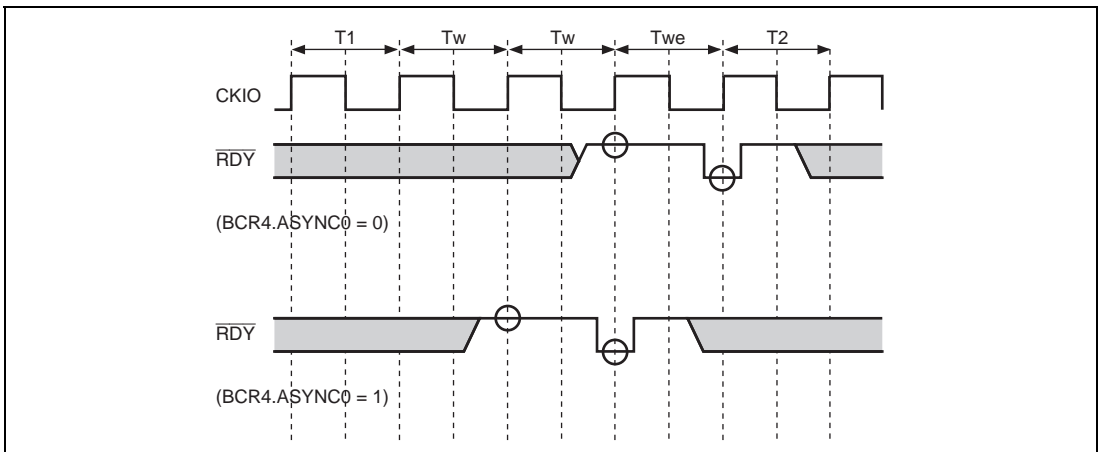 T1 Tw Tw Twe T2
CKIO
RDY
(BCR4.ASYNC0 = 0)
RDY
(BCR4.ASYNC0 = 1)